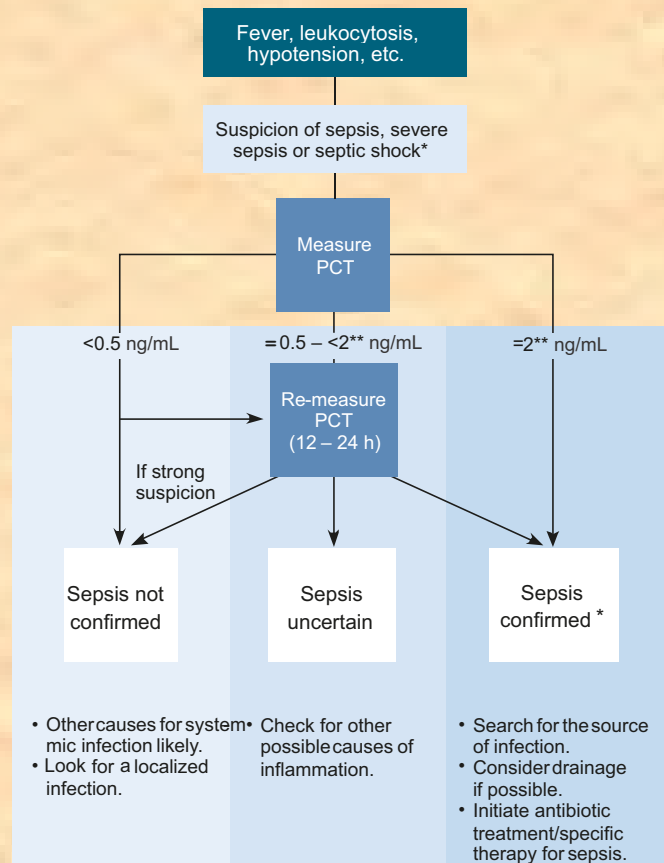 Fever, leukocytosis,
hypotension, etc.
Suspicion of sepsis, severe
sepsis or septic shock*
Measure
PCT
<0.5 ng/mL
=0.5 – <2** ng/mL
=2** ng/mL
Re-measure
PCT
(12 – 24 h)
If strong
suspicion
Sepsis not
confirmed
Sepsis
uncertain
Sepsis
confirmed *
• Other causes for system-
mic infection likely.
• Look for a localized
infection.
• Check for other
possible causes of
inflammation.
• Search for the source
of infection.
• Consider drainage
if possible.
• Initiate antibiotic
treatment/specific
therapy for sepsis.